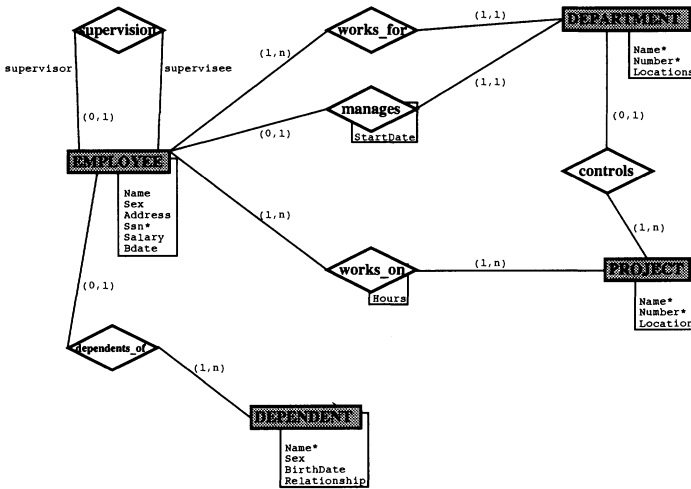 supervision
works_for
(1,1)
DEPARTMENT
Name*
Number*
Locations
supervisor
supervisee
(1,n)
(1,1)
manages
StartDate
(0,1)
(0,1)
(0,1)
EMPLOYEE
Name
Sex
Address
Ssn*
Salary
Bdate
controls
(1,n)
(1,n)
works_on
Hours
(1,n)
PROJECT
Name*
Number*
Location
(0,1)
dependents_of
(1,n)
DEPENDENT
Name*
Sex
BirthDate
Relationship